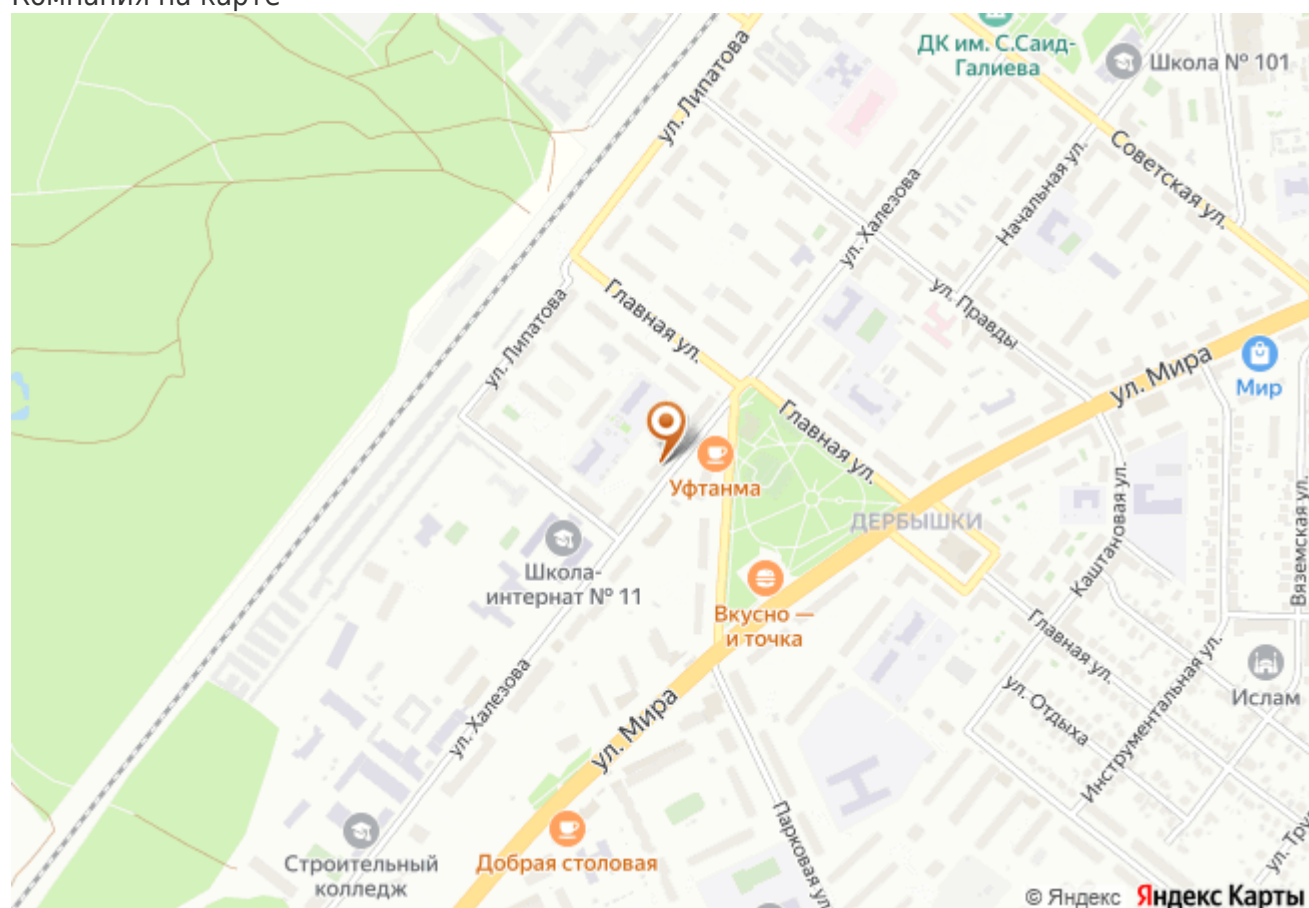 Компания на карте
ДК им. С.Саид-
Галиева
Школа № 101
ул. Липатова
Советская ул.
Начальная ул.
ул. Халезова
ул. Правды
Главная ул.
ул. Липатова
ул. Мира
Мир
Главная ул.
Уфтанма
ДЕРБЫШКИ
Каштановая ул.
Вяземская ул.
Школа-
интернат № 11
Вкусно —
и точка
Главная ул.
Инструментальная ул.
Ислам
ул. Отдыха
ул. Халезова
ул. Мира
Парковая ул.
Строительный
колледж
Добрая столовая
© Яндекс Яндекс Карты